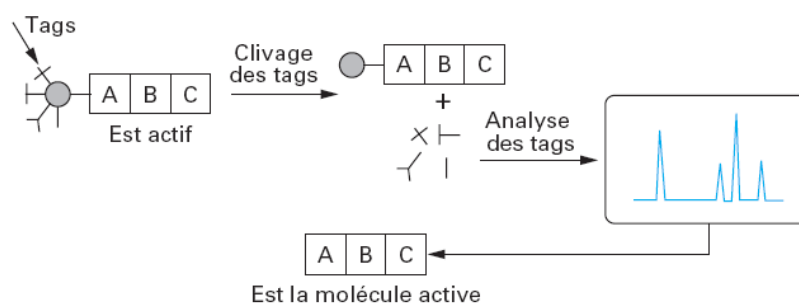 Tags
A B C
Est actif
Clivage
des tags
A B C
+
Analyse
des tags
A B C
Est la molécule active